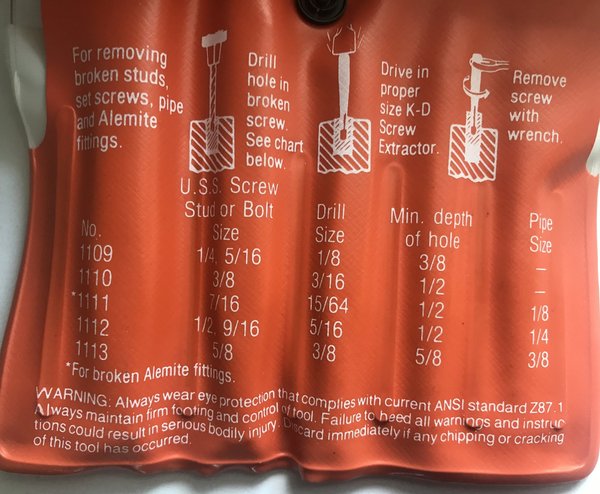 For removing
broken studs,
set screws, pipe
and Alemite
fittings.
Drill
hole in
broken
screw.
See chart
below.
Drive in
proper
size K-D
Screw
Extractor.
Remove
screw
with
wrench.
U.S.S. Screw
Stud or Bolt Drill Min. depth Pipe
No. Size Size of hole Size
1109 1/4, 5/16 1/8 3/8 –
1110 3/8 3/16 1/2 –
*1111 7/16 15/64 1/2 1/8
1112 1/2, 9/16 5/16 1/2 1/4
1113 5/8 3/8 5/8 3/8
*For broken Alemite fittings.
WARNING: Always wear eye protection that complies with current ANSI standard Z87.1
Always maintain firm footing and control of tool. Failure to heed all warnings and instruc
tions could result in serious bodily injury. Discard immediately if any chipping or cracking
of this tool has occurred.